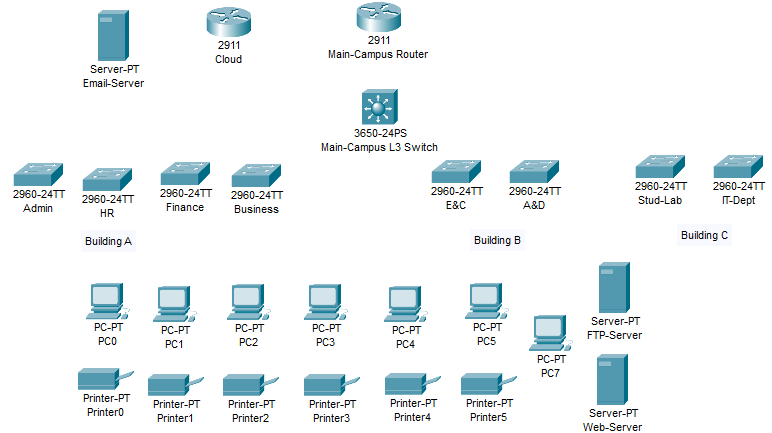 2911
Cloud
2911
Main-Campus Router
Server-PT
Email-Server
3650-24PS
Main-Campus L3 Switch
2960-24TT
Admin
2960-24TT
HR
2960-24TT
Finance
2960-24TT
Business
2960-24TT
E&C
2960-24TT
A&D
2960-24TT
Stud-Lab
2960-24TT
IT-Dept
Building A
Building B
Building C
PC-PT
PC0
PC-PT
PC1
PC-PT
PC2
PC-PT
PC3
PC-PT
PC4
PC-PT
PC5
PC-PT
PC7
Server-PT
FTP-Server
Printer-PT
Printer0
Printer-PT
Printer1
Printer-PT
Printer2
Printer-PT
Printer3
Printer-PT
Printer4
Printer-PT
Printer5
Server-PT
Web-Server